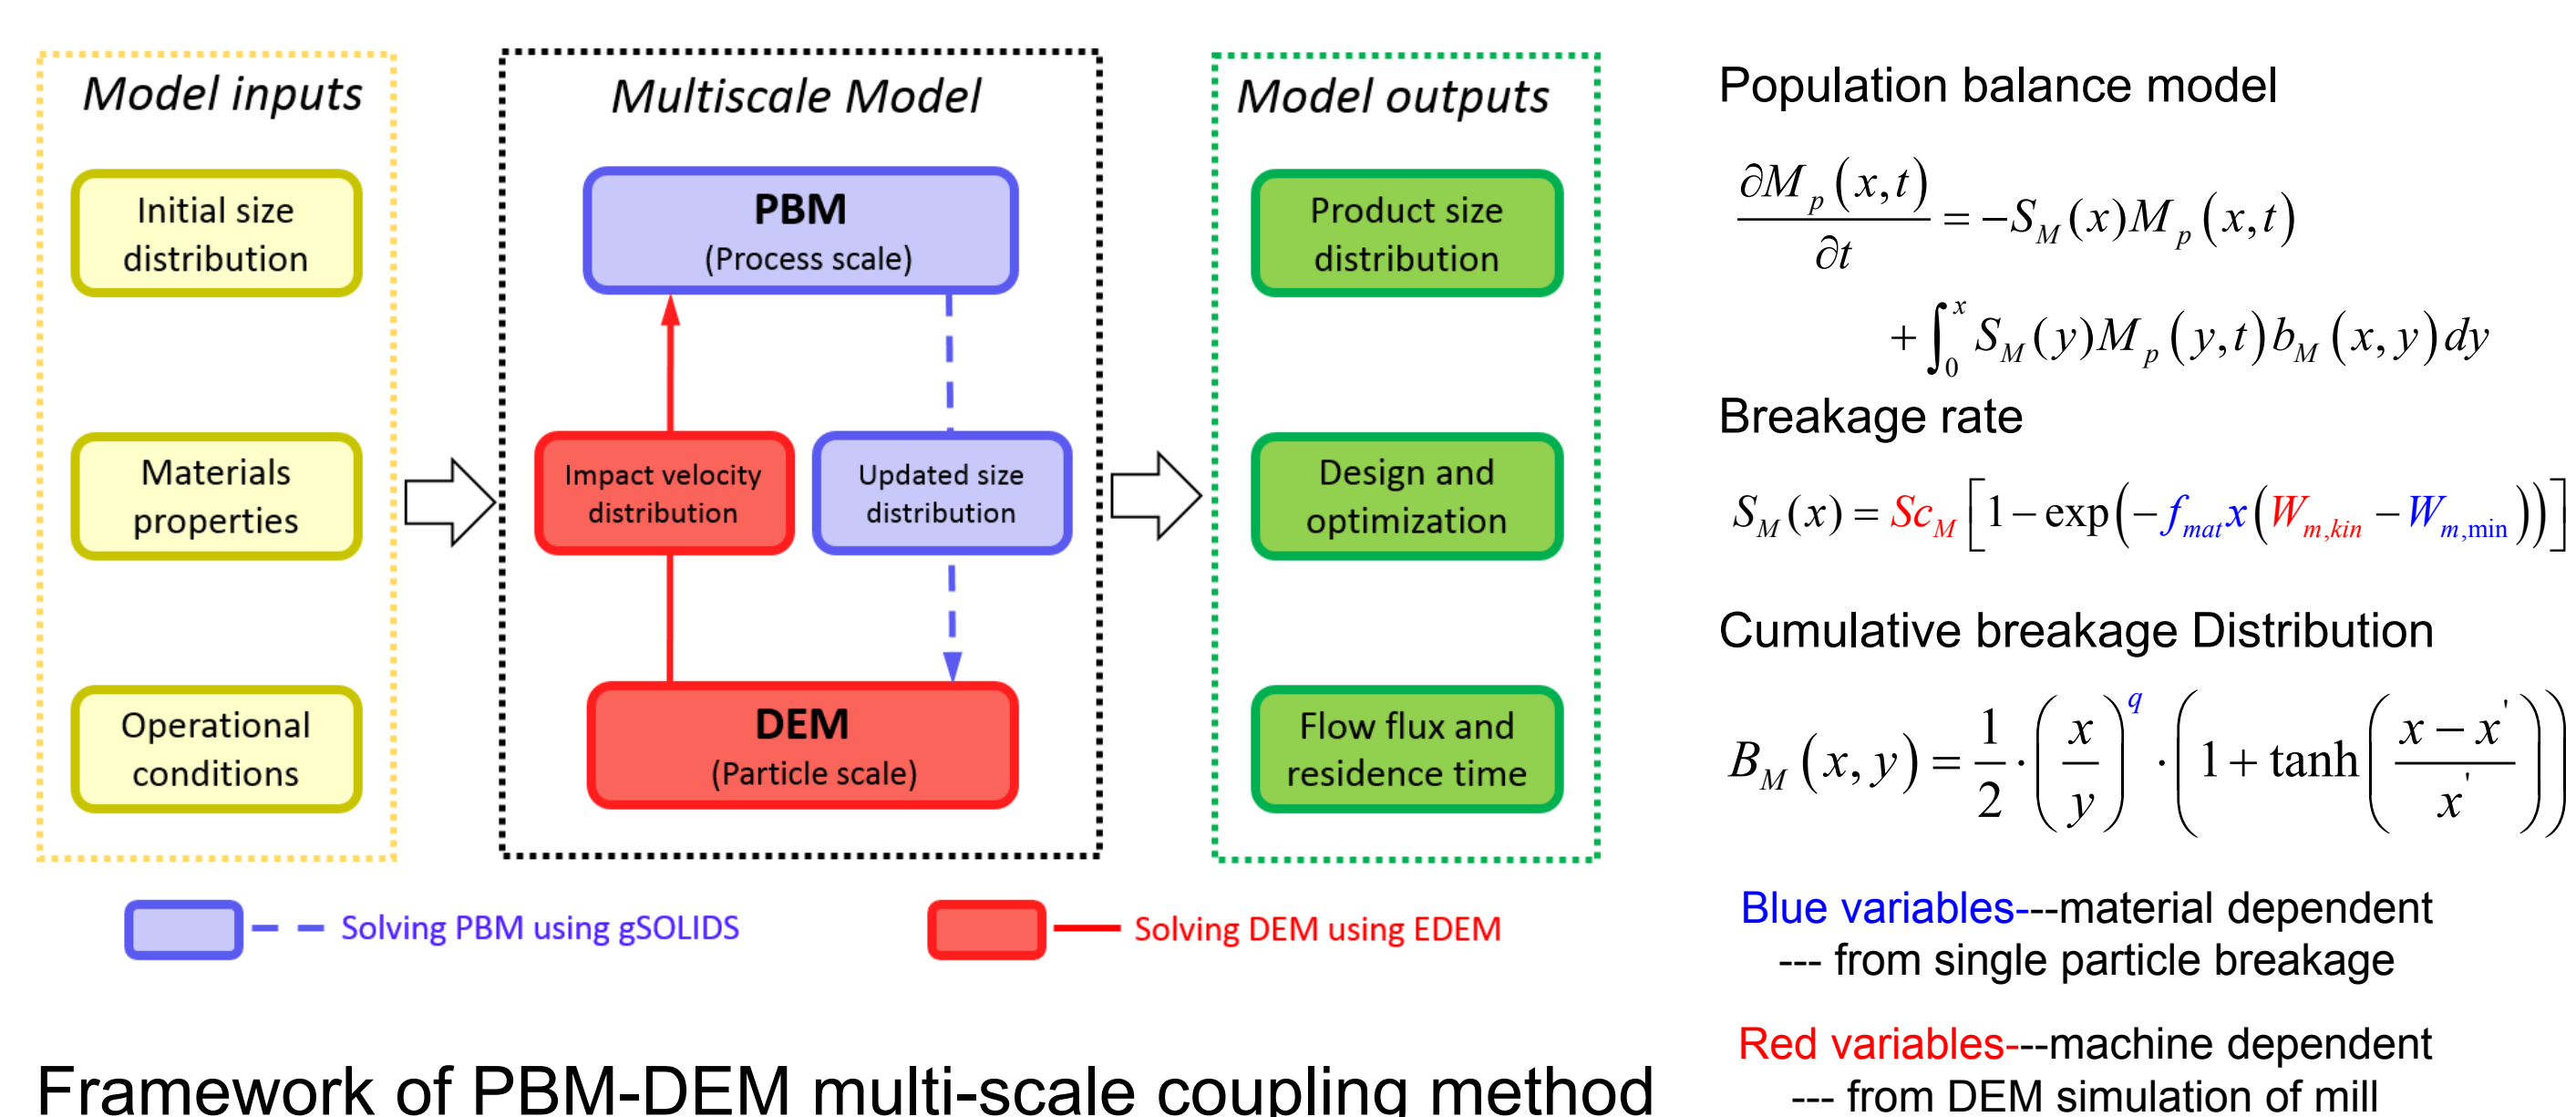 Model inputs
Initial size
distribution
Materials
properties
Operational
conditions
Multiscale Model
PBM
(Process scale)
Impact velocity
distribution
Updated size
distribution
DEM
(Particle scale)
Model outputs
Product size
distribution
Design and
optimization
Flow flux and
residence time
Solving PBM using gSOLIDS
Solving DEM using EDEM
Framework of PBM-DEM multi-scale coupling method
Population balance model
∂M_p(x,t)/∂t = −S_M(x)M_p(x,t)
+ ∫_0^x S_M(y)M_p(y,t)b_M(x,y)dy
Breakage rate
S_M(x) = Sc_M[1 − exp(−f_mat x(W_m,kin − W_m,min))]
Cumulative breakage Distribution
B_M(x,y) = 1/2 · (x/y)^q · (1 + tanh((x − x')/x'))
Blue variables---material dependent
--- from single particle breakage
Red variables---machine dependent
--- from DEM simulation of mill